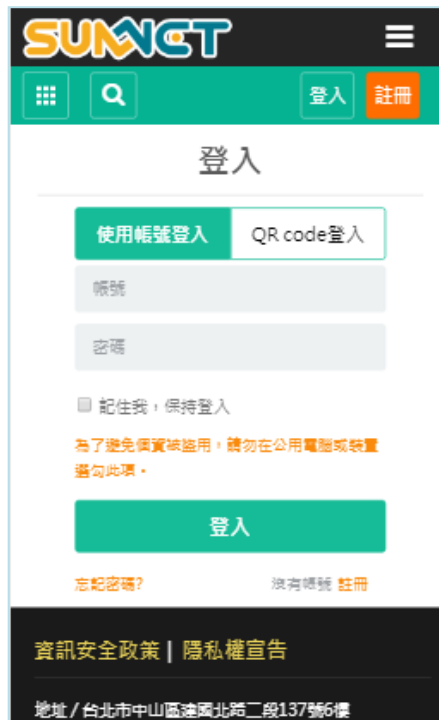 SUNNET
登入 註冊
登入
使用帳號登入 QR code登入
帳號
密碼
記住我，保持登入
為了避免個資被盜用，請勿在公用電腦或裝置
選勾此項。
登入
忘記密碼? 沒有帳號 註冊
資訊安全政策 | 隱私權宣告
地址 / 台北市中山區建國北路二段137號6樓